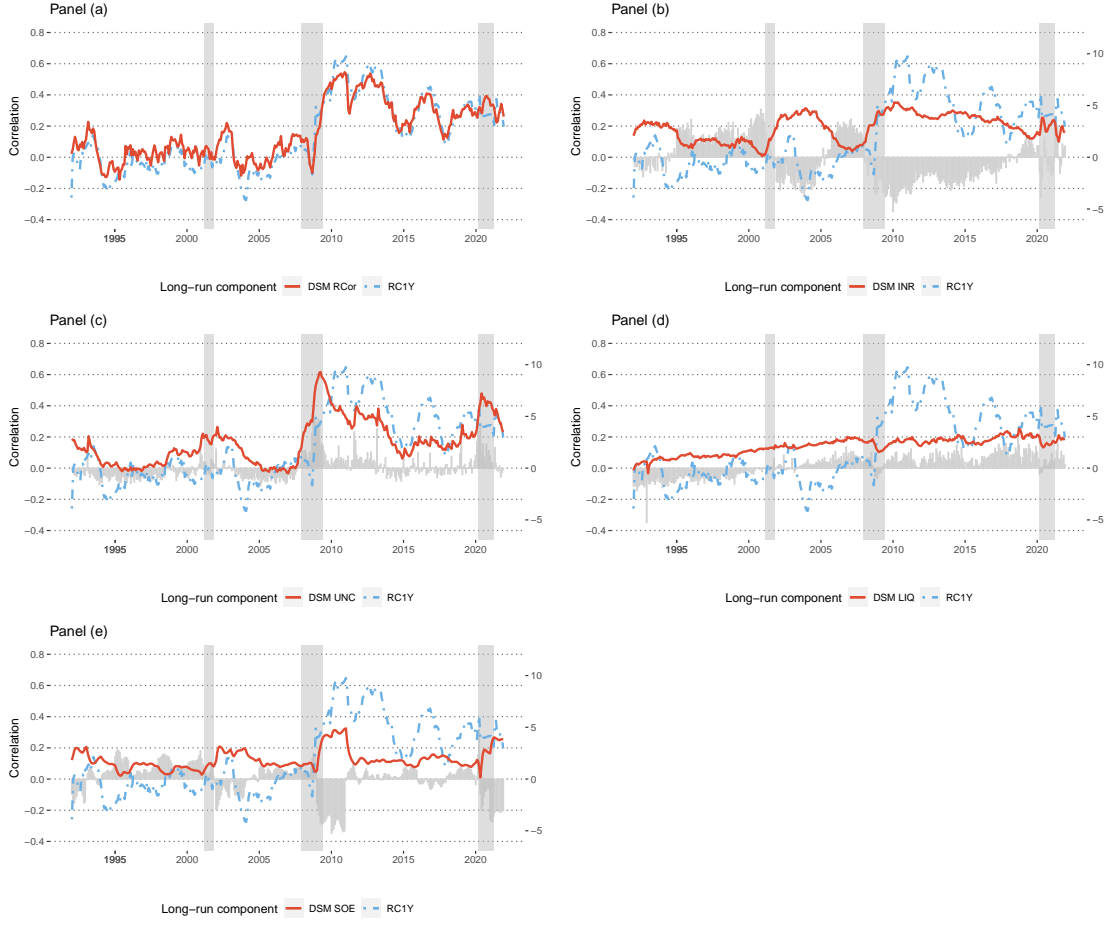 Panel (a)
Correlation
0.8
0.6
0.4
0.2
0.0
−0.2
−0.4
1995 2000 2005 2010 2015 2020
Long−run component DSM RCor RC1Y
Panel (b)
Correlation
0.8
0.6
0.4
0.2
0.0
−0.2
−0.4
10
5
0
−5
1995 2000 2005 2010 2015 2020
Long−run component DSM INR RC1Y
Panel (c)
Correlation
0.8
0.6
0.4
0.2
0.0
−0.2
−0.4
10
5
0
−5
1995 2000 2005 2010 2015 2020
Long−run component DSM UNC RC1Y
Panel (d)
Correlation
0.8
0.6
0.4
0.2
0.0
−0.2
−0.4
10
5
0
−5
1995 2000 2005 2010 2015 2020
Long−run component DSM LIQ RC1Y
Panel (e)
Correlation
0.8
0.6
0.4
0.2
0.0
−0.2
−0.4
10
5
0
−5
1995 2000 2005 2010 2015 2020
Long−run component DSM SOE RC1Y